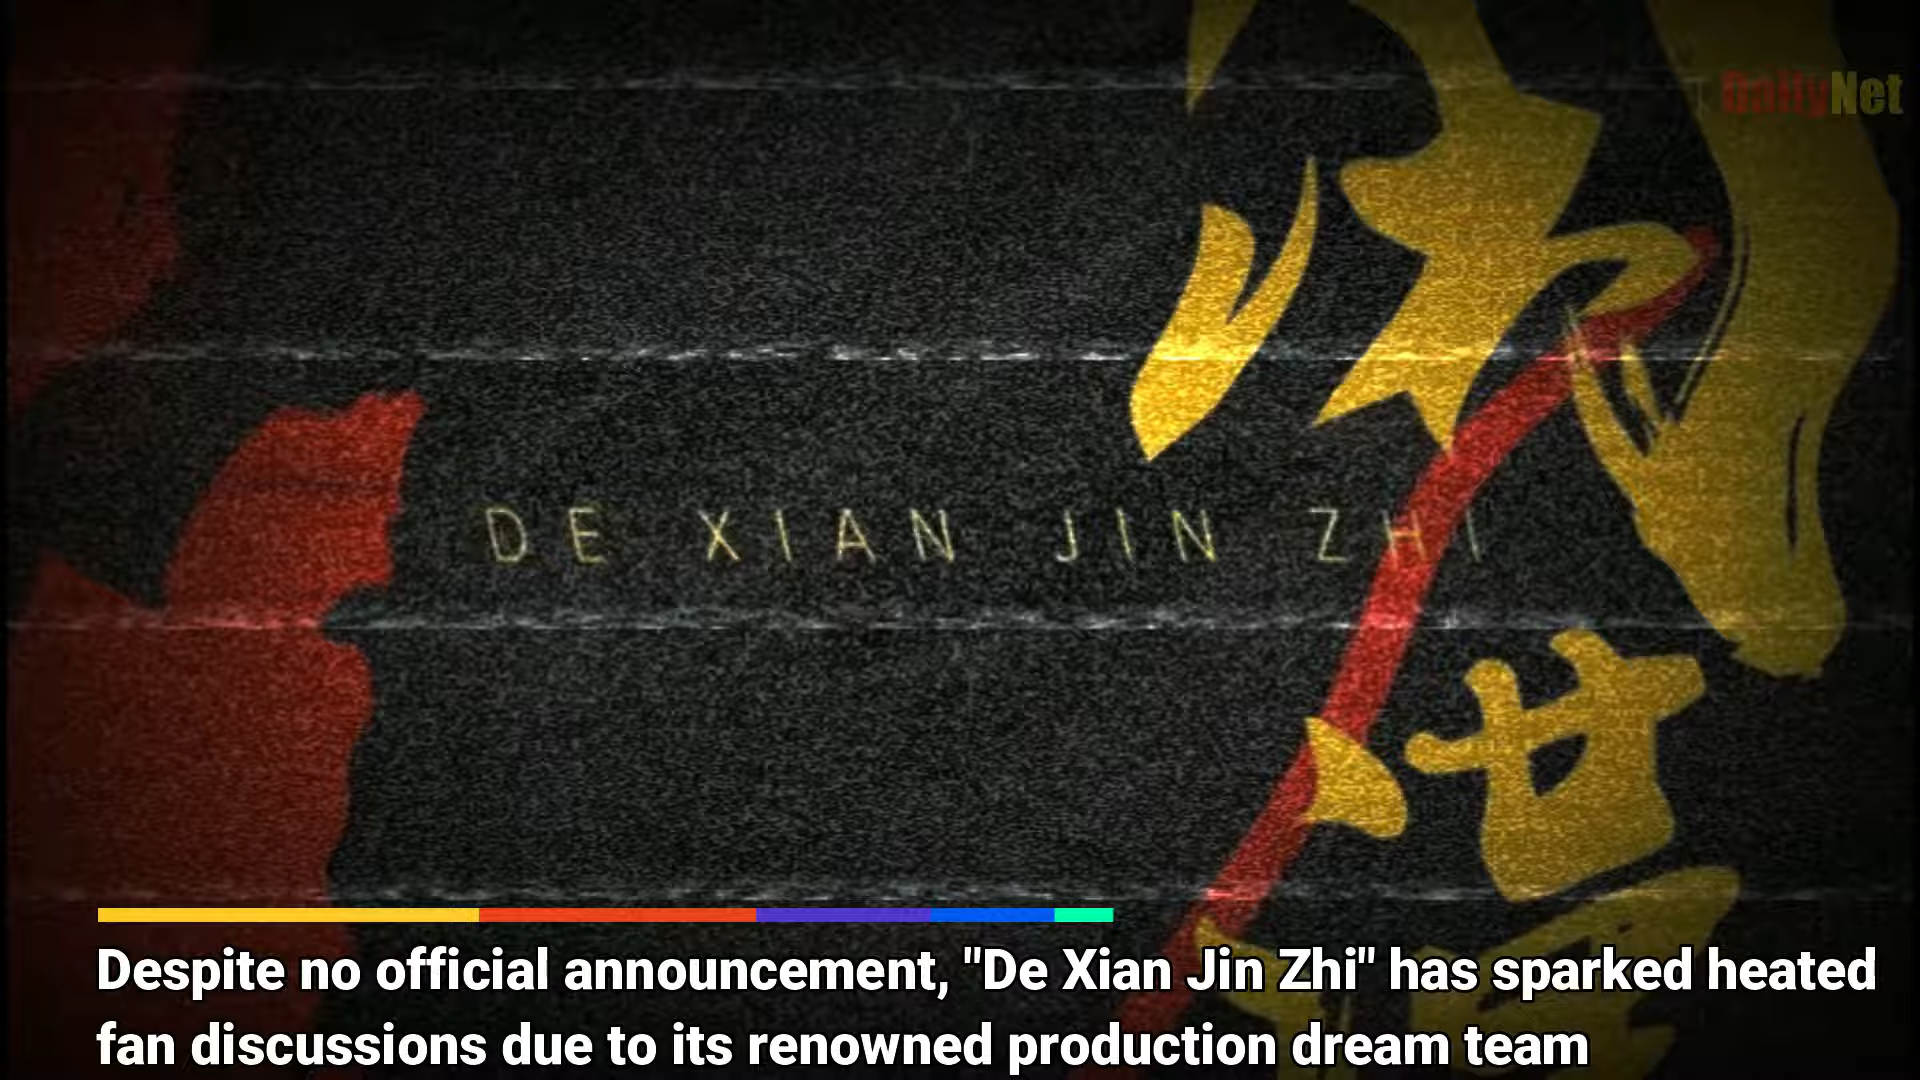 DailyNet
DE XIAN JIN ZHI
Despite no official announcement, "De Xian Jin Zhi" has sparked heated
fan discussions due to its renowned production dream team